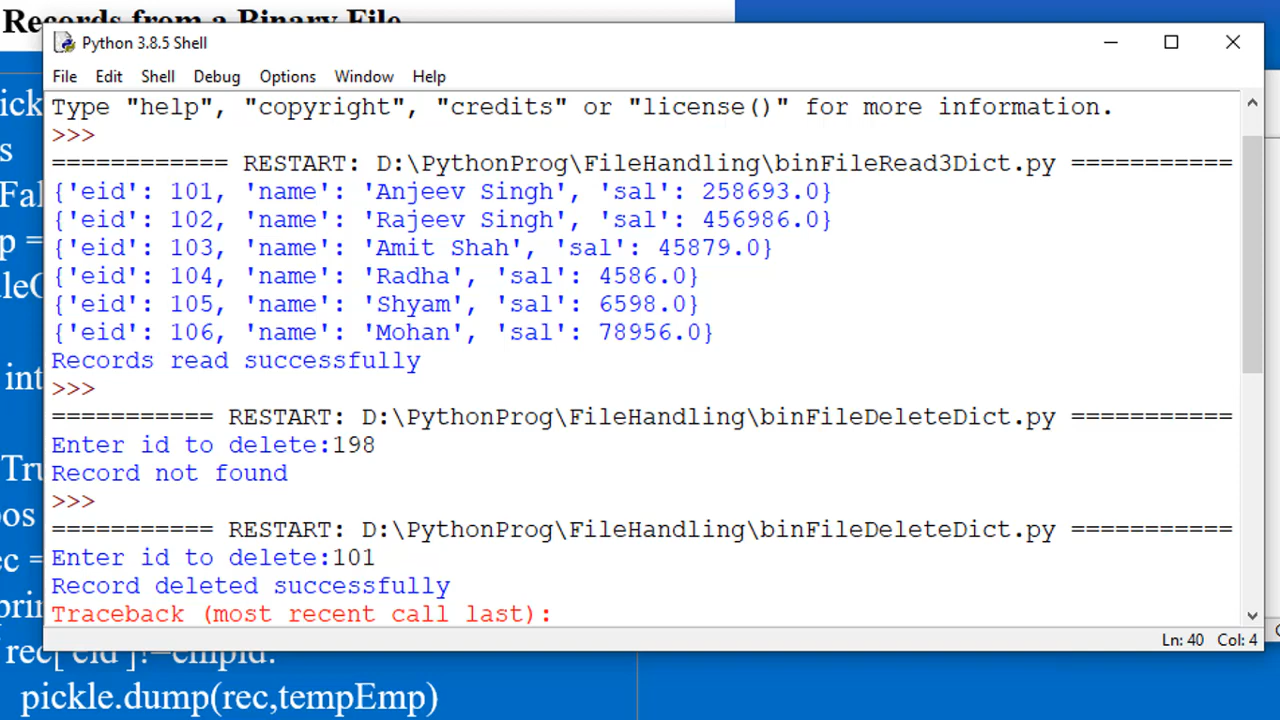 Records from a Binary File
Python 3.8.5 Shell
File Edit Shell Debug Options Window Help
Type "help", "copyright", "credits" or "license()" for more information.
>>>
============ RESTART: D:\PythonProg\FileHandling\binFileRead3Dict.py ===========
{'eid': 101, 'name': 'Anjeev Singh', 'sal': 258693.0}
{'eid': 102, 'name': 'Rajeev Singh', 'sal': 456986.0}
{'eid': 103, 'name': 'Amit Shah', 'sal': 45879.0}
{'eid': 104, 'name': 'Radha', 'sal': 4586.0}
{'eid': 105, 'name': 'Shyam', 'sal': 6598.0}
{'eid': 106, 'name': 'Mohan', 'sal': 78956.0}
Records read successfully
>>>
=========== RESTART: D:\PythonProg\FileHandling\binFileDeleteDict.py ===========
Enter id to delete:198
Record not found
>>>
=========== RESTART: D:\PythonProg\FileHandling\binFileDeleteDict.py ===========
Enter id to delete:101
Record deleted successfully
Traceback (most recent call last):
Ln: 40 Col: 4
pickle.dump(rec,tempEmp)